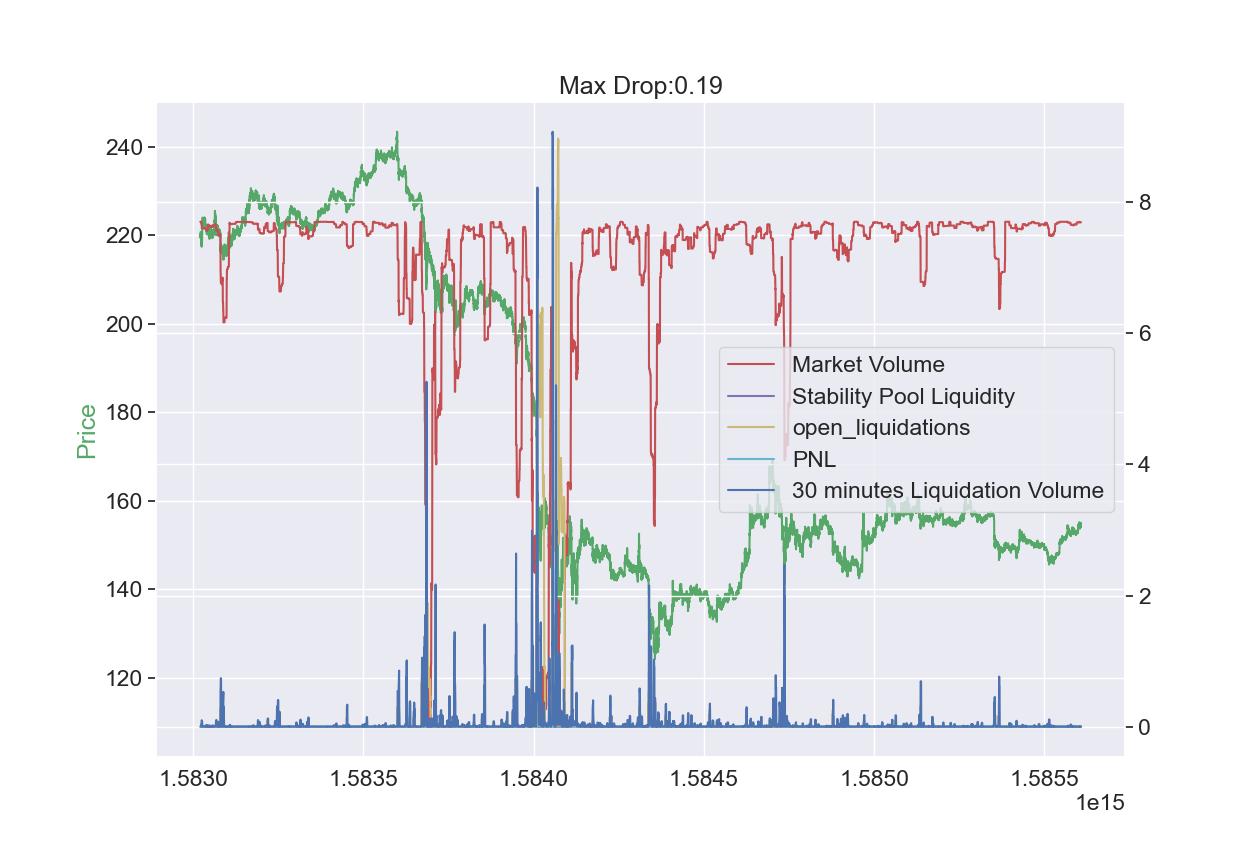 Max Drop:0.19
240
220
200
180
160
140
120
Price
8
6
4
2
0
Market Volume
Stability Pool Liquidity
open_liquidations
PNL
30 minutes Liquidation Volume
1.5830 1.5835 1.5840 1.5845 1.5850 1.5855
1e15